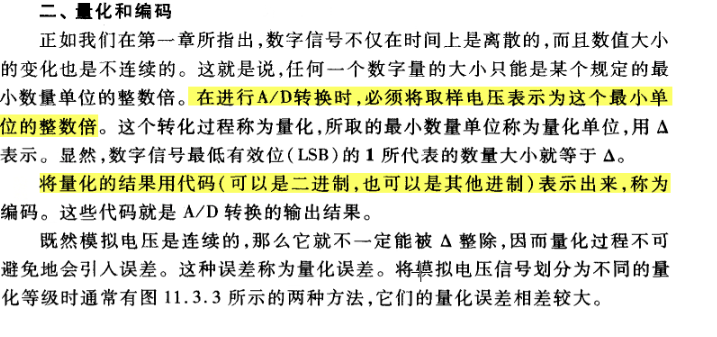 二、量化和编码
正如我们在第一章所指出,数字信号不仅在时间上是离散的,而且数值大小
的变化也是不连续的。这就是说,任何一个数字量的大小只能是某个规定的最
小数量单位的整数倍。在进行A/D转换时,必须将取样电压表示为这个最小单
位的整数倍。这个转化过程称为量化,所取的最小数量单位称为量化单位,用 Δ
表示。显然,数字信号最低有效位(LSB)的 1 所代表的数量大小就等于 Δ。
将量化的结果用代码(可以是二进制,也可以是其他进制)表示出来,称为
编码。这些代码就是 A/D 转换的输出结果。
既然模拟电压是连续的,那么它就不一定能被 Δ 整除,因而量化过程不可
避免地会引入误差。这种误差称为量化误差。将模拟电压信号划分为不同的量
化等级时通常有图 11.3.3 所示的两种方法,它们的量化误差相差较大。